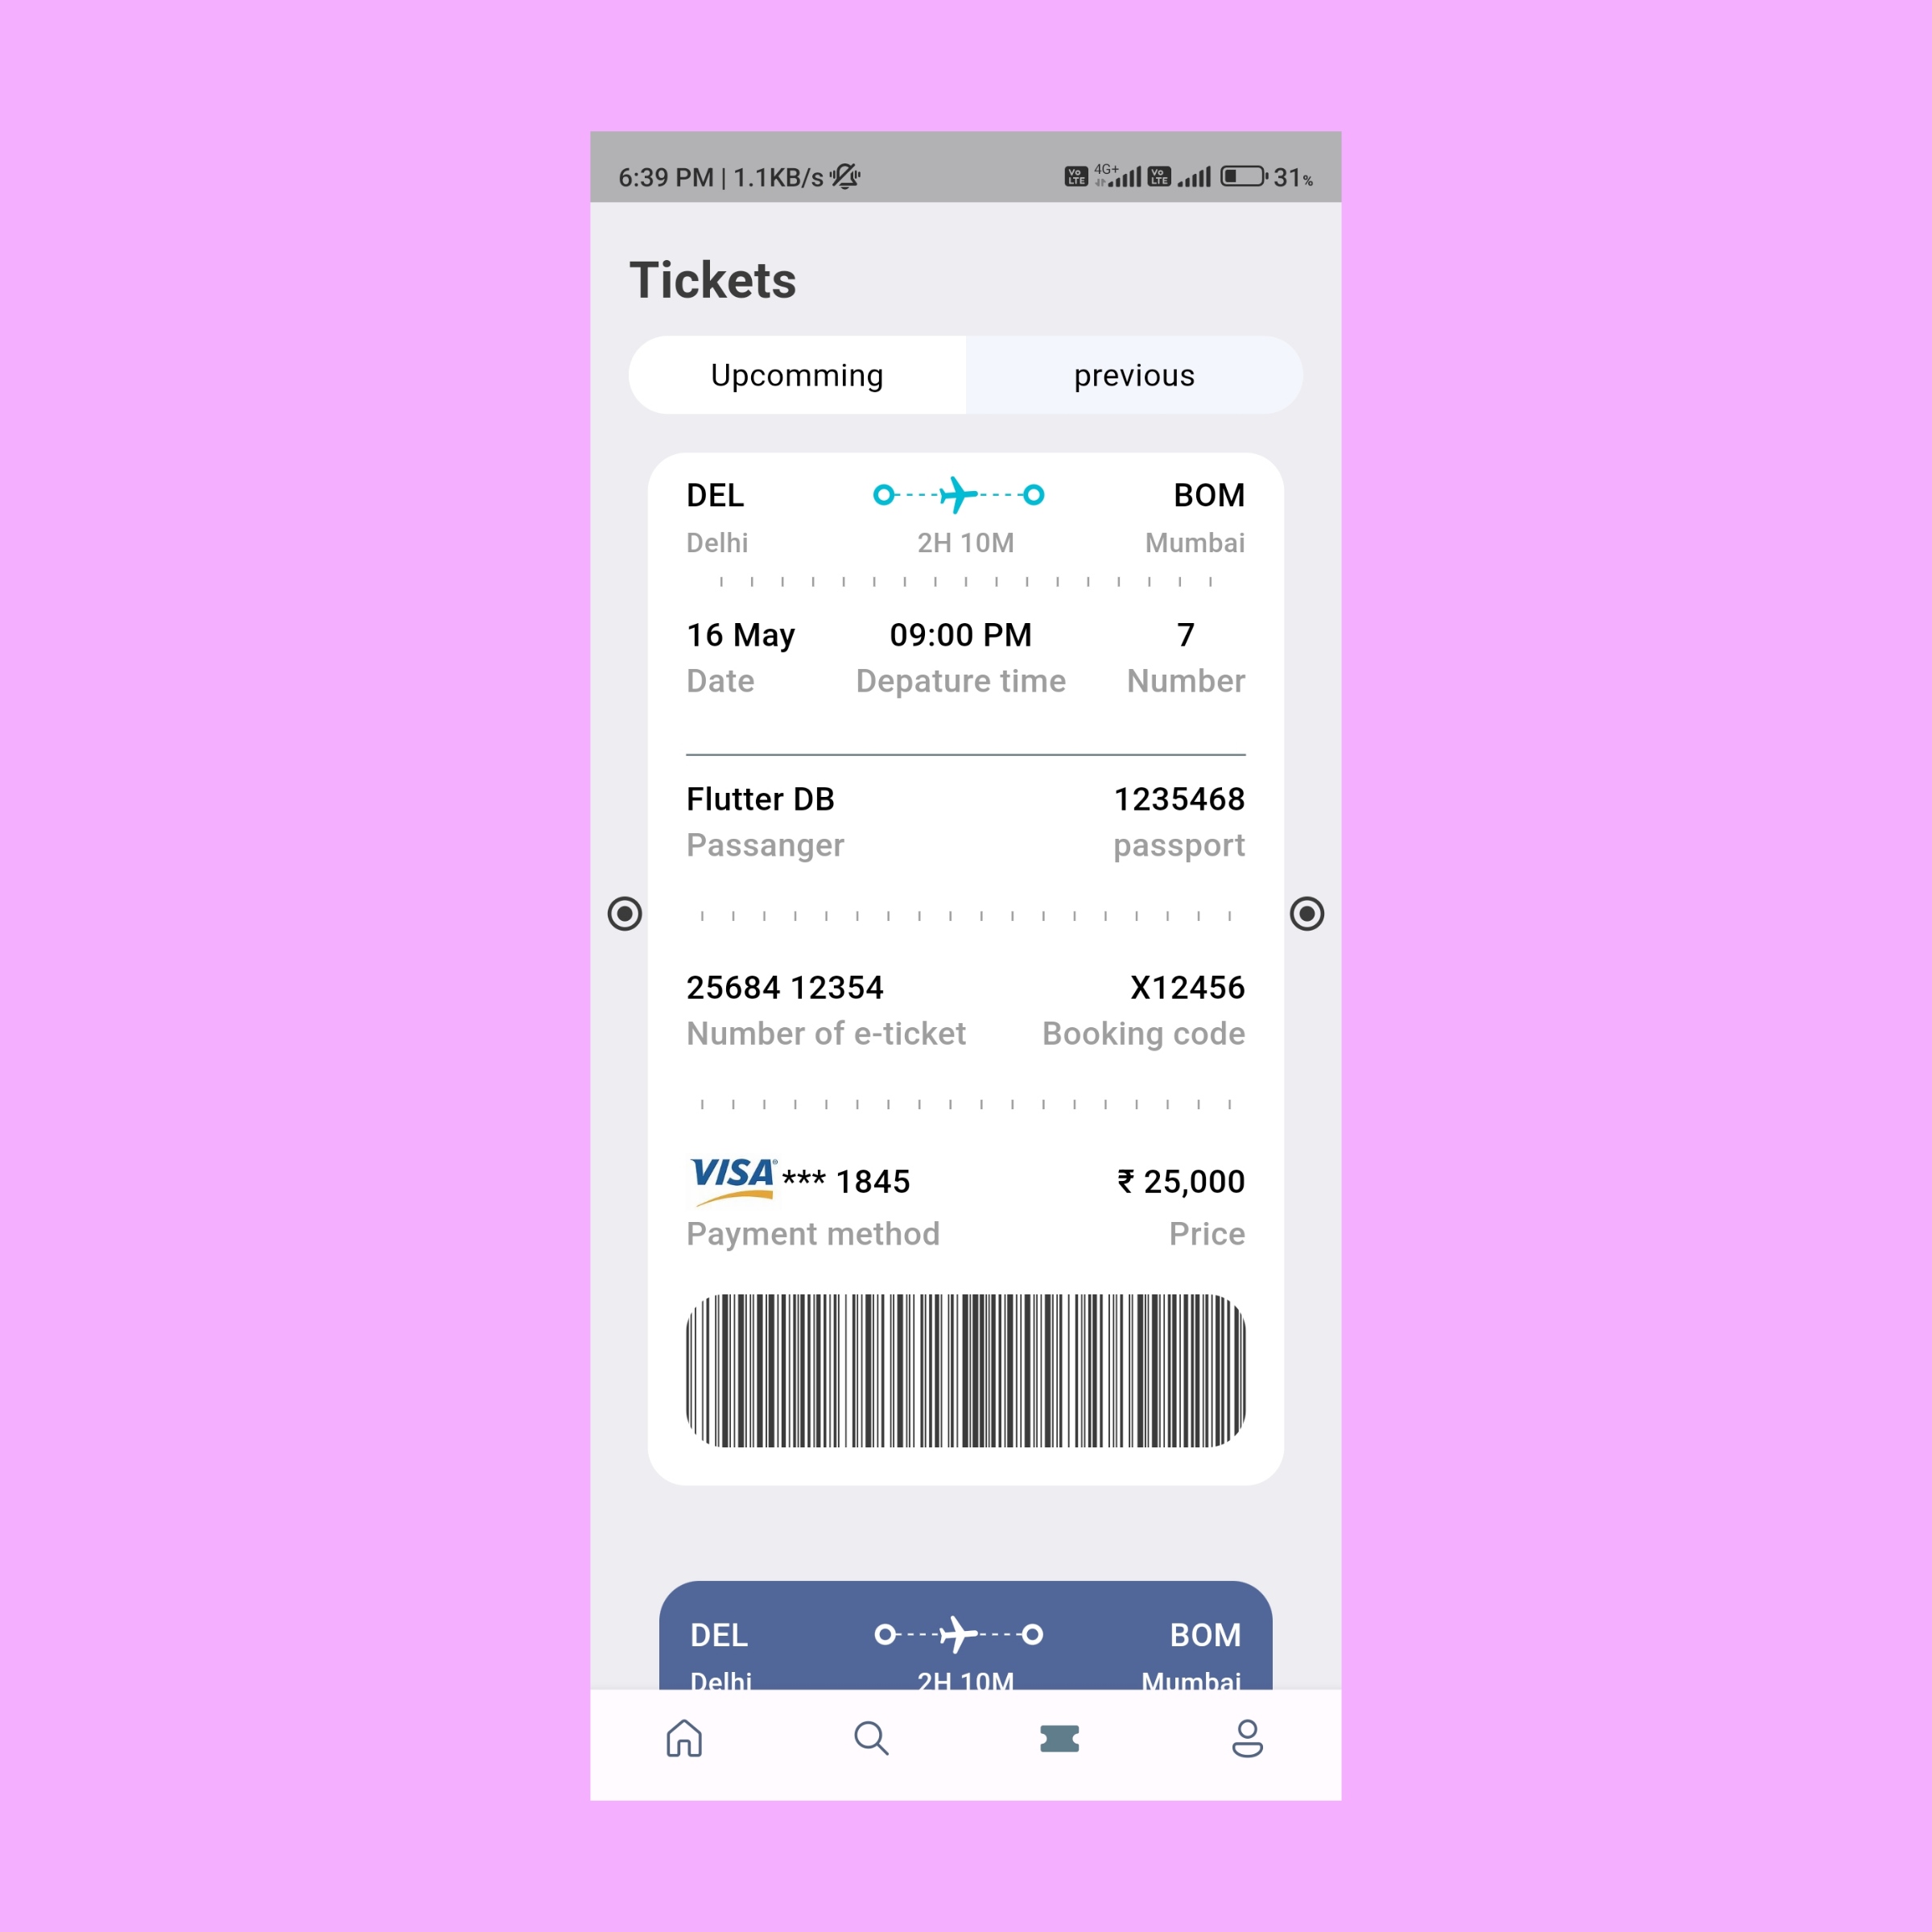 6:39 PM | 1.1KB/s Vo LTE 4G+ Vo LTE 31%
Tickets
Upcomming previous
DEL BOM
Delhi 2H 10M Mumbai
16 May 09:00 PM 7
Date Depature time Number
Flutter DB 1235468
Passanger passport
25684 12354 X12456
Number of e-ticket Booking code
VISA® *** 1845 ₹ 25,000
Payment method Price
DEL BOM
Delhi 2H 10M Mumbai